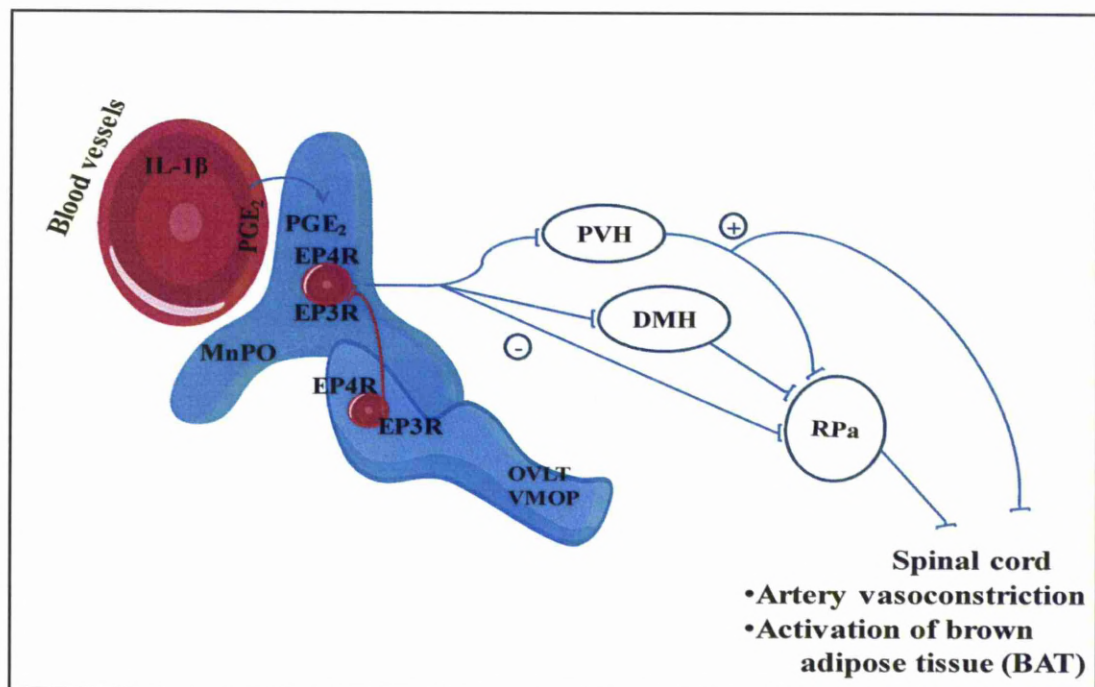 Blood vessels
IL-1β
PGE₂
PGE₂
EP4R
EP3R
MnPO
EP4R
EP3R
OVLT
VMOP
PVH
+
DMH
-
RPa
Spinal cord
•Artery vasoconstriction
•Activation of brown
adipose tissue (BAT)